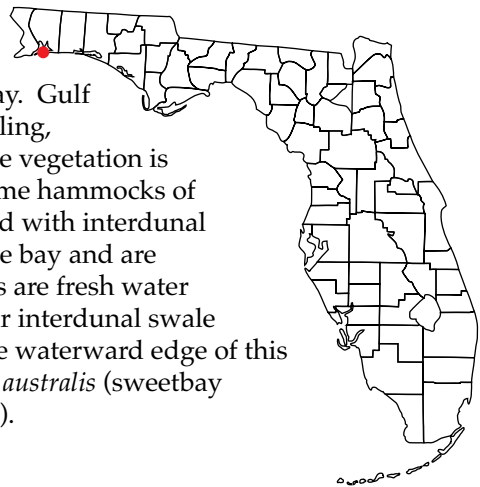 ay. Gulf
ling,
e vegetation is
me hammocks of
d with interdunal
e bay and are
s are fresh water
r interdunal swale
e waterward edge of this
australis (sweetbay
).